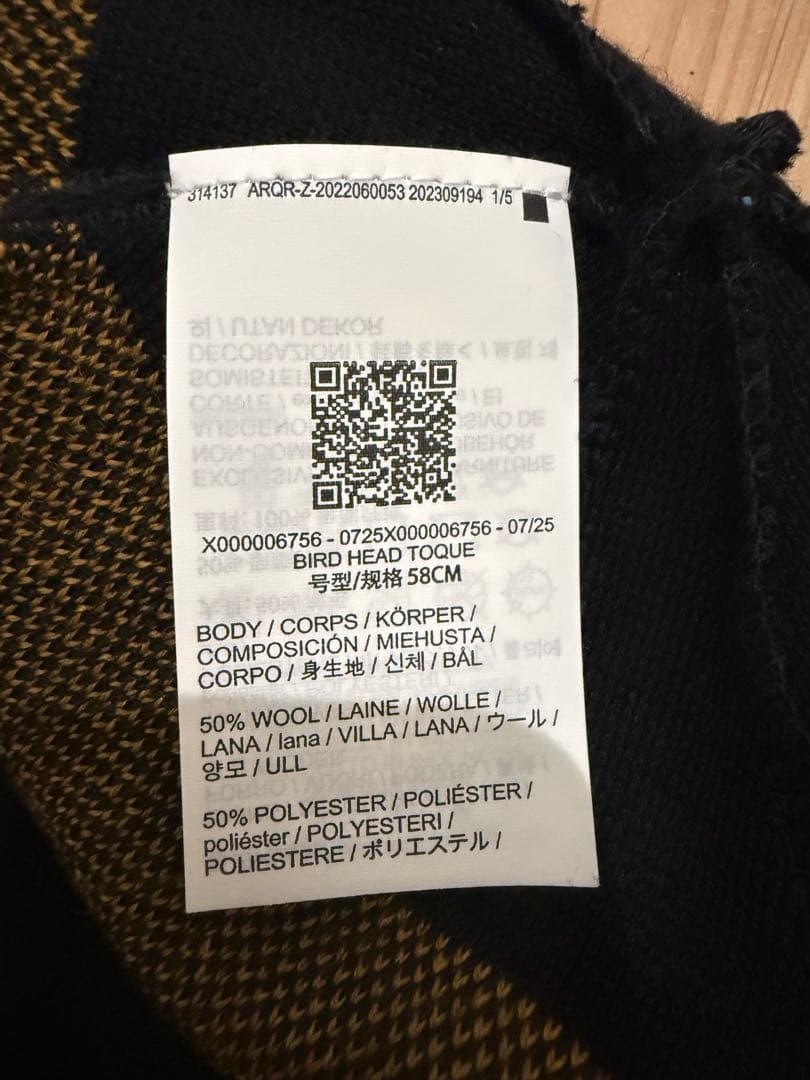 314137 ARQR-Z-2022060053 202309194 1/5
X000006756 - 0725X000006756 - 07/25
BIRD HEAD TOQUE
号型/规格 58CM
BODY / CORPS / KÖRPER /
COMPOSICIÓN / MIEHUSTA /
CORPO / 身生地 / 신체 / BÅL
50% WOOL / LAINE / WOLLE /
LANA / lana / VILLA / LANA / ウール /
양모 / ULL
50% POLYESTER / POLIÉSTER /
poliéster / POLYESTERI /
POLIESTERE / ポリエステル /